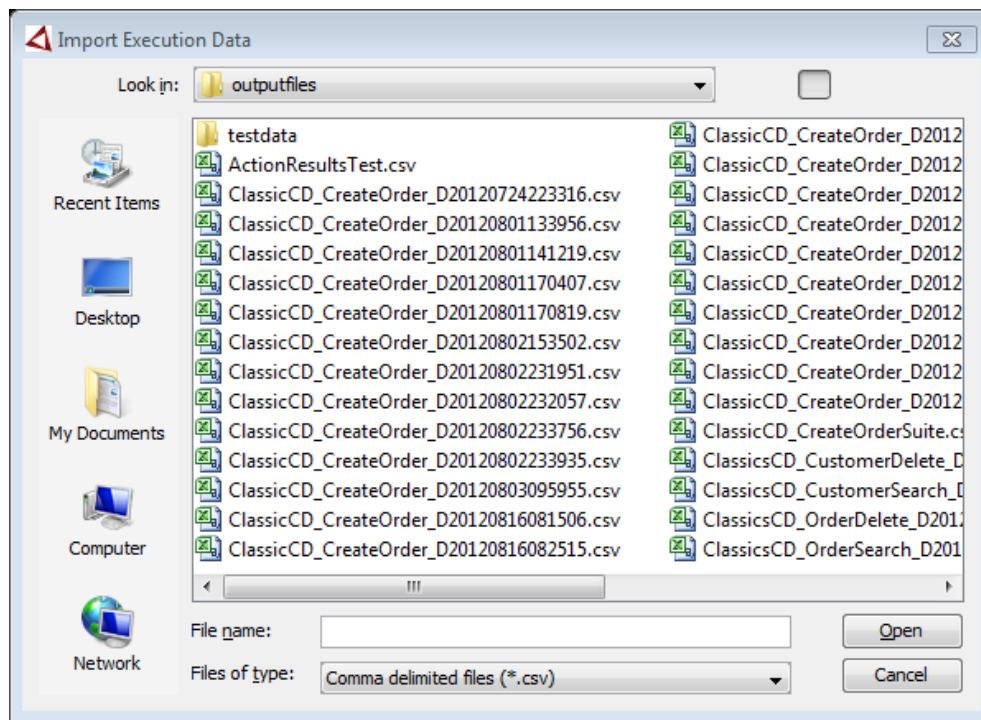 Import Execution Data
Look in: outputfiles
Recent Items
Desktop
My Documents
Computer
Network
testdata
ActionResultsTest.csv
ClassicCD_CreateOrder_D20120724223316.csv
ClassicCD_CreateOrder_D20120801133956.csv
ClassicCD_CreateOrder_D20120801141219.csv
ClassicCD_CreateOrder_D20120801170407.csv
ClassicCD_CreateOrder_D20120801170819.csv
ClassicCD_CreateOrder_D20120802153502.csv
ClassicCD_CreateOrder_D20120802231951.csv
ClassicCD_CreateOrder_D20120802232057.csv
ClassicCD_CreateOrder_D20120802233756.csv
ClassicCD_CreateOrder_D20120802233935.csv
ClassicCD_CreateOrder_D20120803095955.csv
ClassicCD_CreateOrder_D20120816081506.csv
ClassicCD_CreateOrder_D20120816082515.csv
ClassicCD_CreateOrder_D2012
ClassicCD_CreateOrder_D2012
ClassicCD_CreateOrder_D2012
ClassicCD_CreateOrder_D2012
ClassicCD_CreateOrder_D2012
ClassicCD_CreateOrder_D2012
ClassicCD_CreateOrder_D2012
ClassicCD_CreateOrder_D2012
ClassicCD_CreateOrder_D2012
ClassicCD_CreateOrder_D2012
ClassicCD_CreateOrderSuite.cs
ClassicsCD_CustomerDelete_D
ClassicsCD_CustomerSearch_D
ClassicsCD_OrderDelete_D2012
ClassicsCD_OrderSearch_D201
File name:
Open
Files of type: Comma delimited files (*.csv)
Cancel